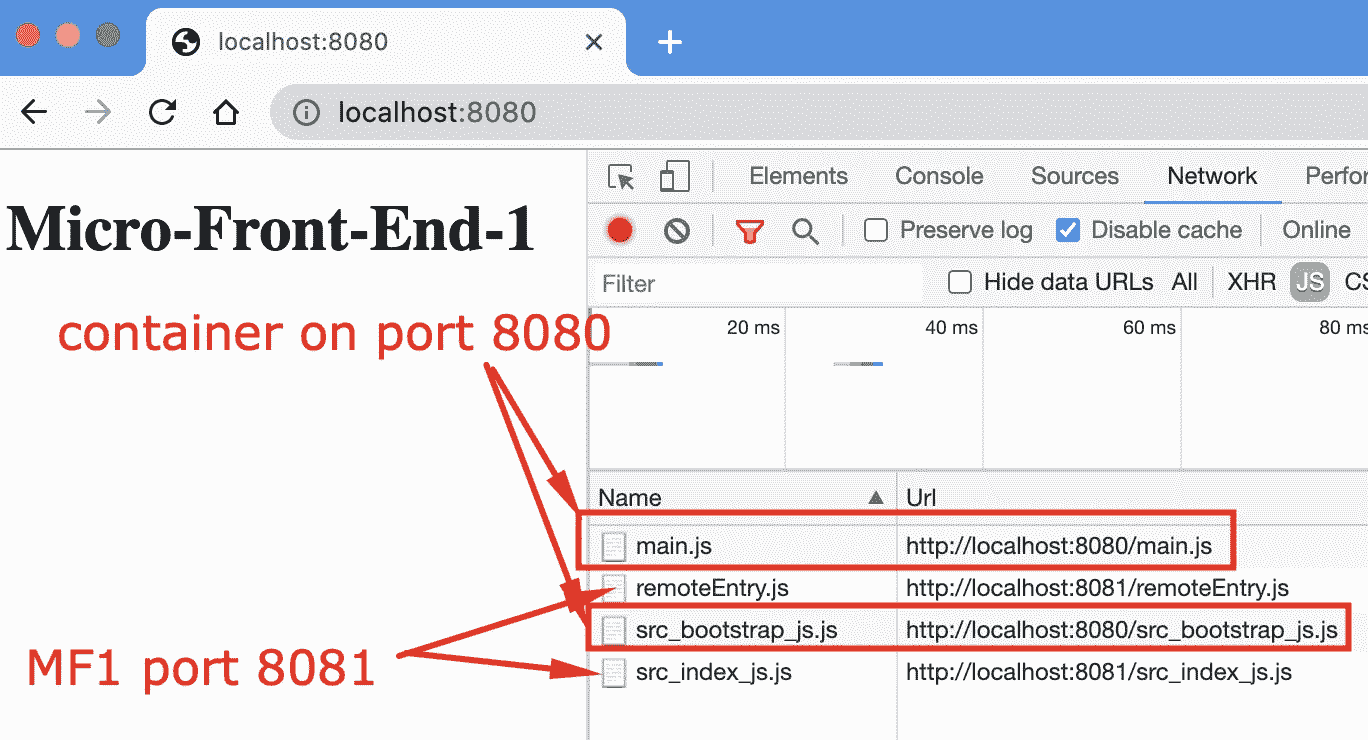 localhost:8080
localhost:8080
Elements Console Sources Network Perfor
Preserve log Disable cache Online
Filter Hide data URLs All XHR JS CS
Micro-Front-End-1
container on port 8080
20 ms 40 ms 60 ms 80 ms
Name Url
main.js http://localhost:8080/main.js
remoteEntry.js http://localhost:8081/remoteEntry.js
src_bootstrap_js.js http://localhost:8080/src_bootstrap_js.js
MF1 port 8081
src_index_js.js http://localhost:8081/src_index_js.js